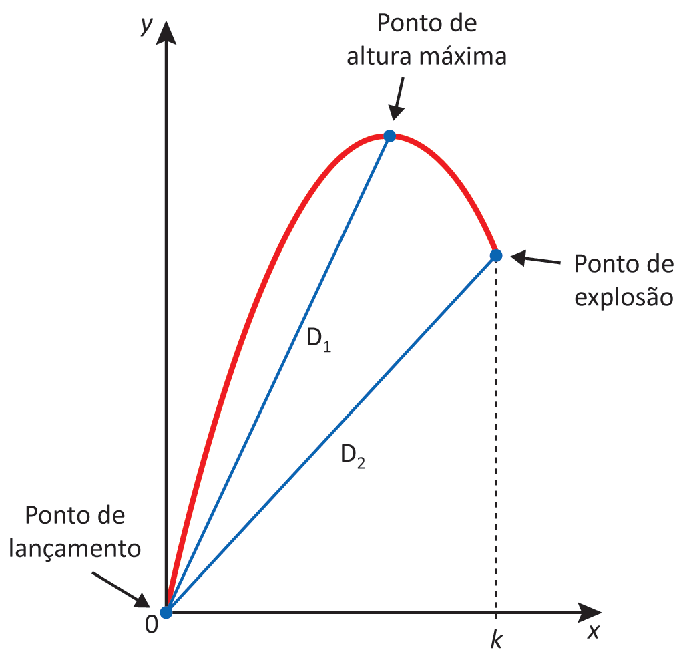 y
Ponto de
altura máxima
Ponto de
explosão
D1
D2
Ponto de
lançamento
0
k
x